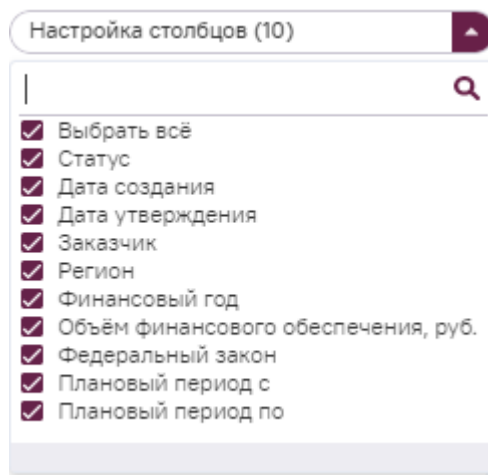 Настройка столбцов (10)
Выбрать всё
Статус
Дата создания
Дата утверждения
Заказчик
Регион
Финансовый год
Объём финансового обеспечения, руб.
Федеральный закон
Плановый период с
Плановый период по